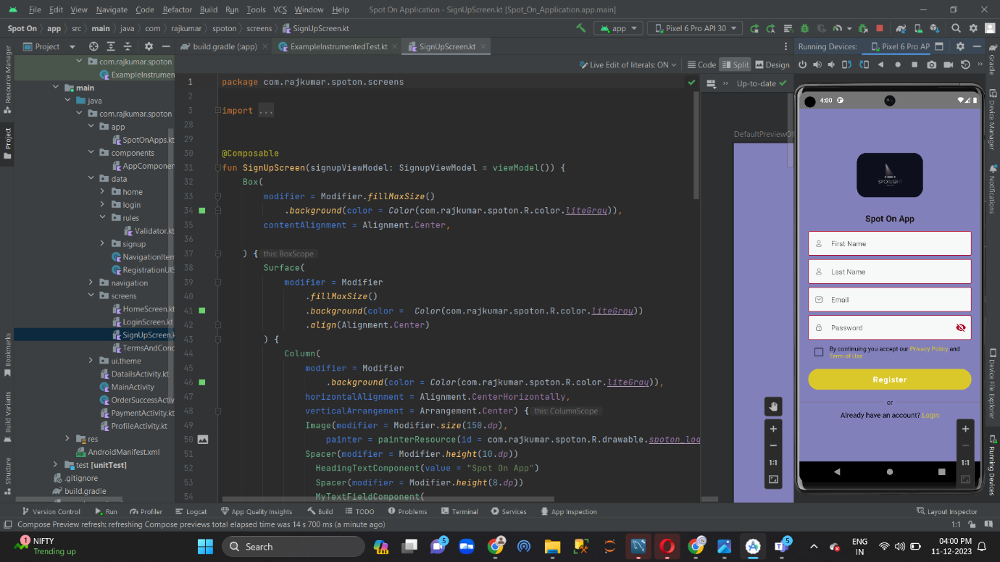 File Edit View Navigate Code Refactor Build Run Tools VCS Window Help Spot On Application - SignUpScreen.kt [Spot_On_Application.app.main]
Spot On app src main java com rajkumar spoton screens SignUpScreen.kt app Pixel 6 Pro API 30
Project build.gradle (:app) ExampleInstrumentedTest.kt SignUpScreen.kt Running Devices: Pixel 6 Pro AP
Live Edit of literals: ON Code Split Design
Resource Manager
Project
Bookmarks
Build Variants
Structure
com.rajkumar.spoton
ExampleInstrumen
main
java
com.rajkumar.spoton
app
SpotOnApps.kt
components
AppComponen
data
home
login
rules
Validator.kt
signup
NavigationItem
RegistrationUIS
navigation
screens
HomeScreen.kt
LoginScreen.kt
SignUpScreen.k
TermsAndCond
ui.theme
DatailsActivity.kt
MainActivity
OrderSuccessActiv
PaymentActivity.kt
ProfileActivity.kt
res
AndroidManifest.xml
test [unitTest]
.gitignore
build.gradle
1 package com.rajkumar.spoton.screens
2
3 import ...
28
29
30 @Composable
31 fun SignUpScreen(signupViewModel: SignupViewModel = viewModel()) {
32 Box(
33 modifier = Modifier.fillMaxSize()
34 .background(color = Color(com.rajkumar.spoton.R.color.liteGray)),
35 contentAlignment = Alignment.Center,
36
37 ) { this: BoxScope
38 Surface(
39 modifier = Modifier
40 .fillMaxSize()
41 .background(color = Color(com.rajkumar.spoton.R.color.liteGray))
42 .align(Alignment.Center)
43 ) {
44 Column(
45 modifier = Modifier
46 .background(color = Color(com.rajkumar.spoton.R.color.liteGray)),
47 horizontalAlignment = Alignment.CenterHorizontally,
48 verticalArrangement = Arrangement.Center) { this: ColumnScope
49 Image(modifier = Modifier.size(150.dp),
50 painter = painterResource(id = com.rajkumar.spoton.R.drawable.spoton_log
51 Spacer(modifier = Modifier.height(10.dp))
52 HeadingTextComponent(value = "Spot On App")
53 Spacer(modifier = Modifier.height(8.dp))
54 MyTextFieldComponent(
Up-to-date
DefaultPreviewOf
1:1
4:00
SPOTLIGHT
Spot On App
First Name
Last Name
Email
Password
By continuing you accept our Privacy Policy and
Term of Use
Register
or
Already have an account? Login
1:1
Gradle
Device Manager
Notifications
Device File Explorer
Running Devices
Version Control Run Profiler Logcat App Quality Insights Build TODO Problems Terminal Services App Inspection Layout Inspector
Compose Preview refresh: refreshing Compose previews total elapsed time was 14 s 700 ms (a minute ago) 1:1
1 NIFTY
Trending up
Search
PRE
5
5
ENG
IN
04:00 PM
11-12-2023